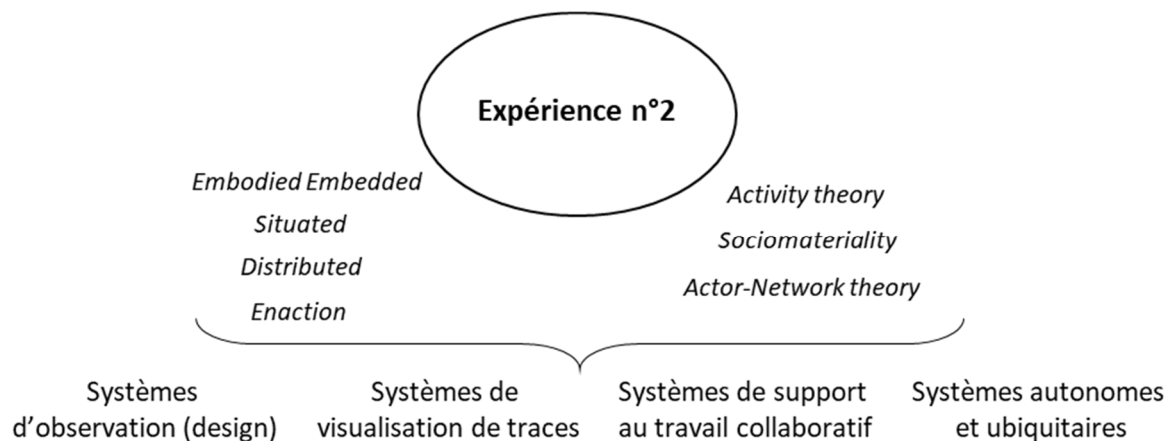 Expérience n°2
Embodied Embedded
Situated
Distributed
Enaction
Activity theory
Sociomateriality
Actor-Network theory
Systèmes
d’observation (design)
Systèmes de
visualisation de traces
Systèmes de support
au travail collaboratif
Systèmes autonomes
et ubiquitaires